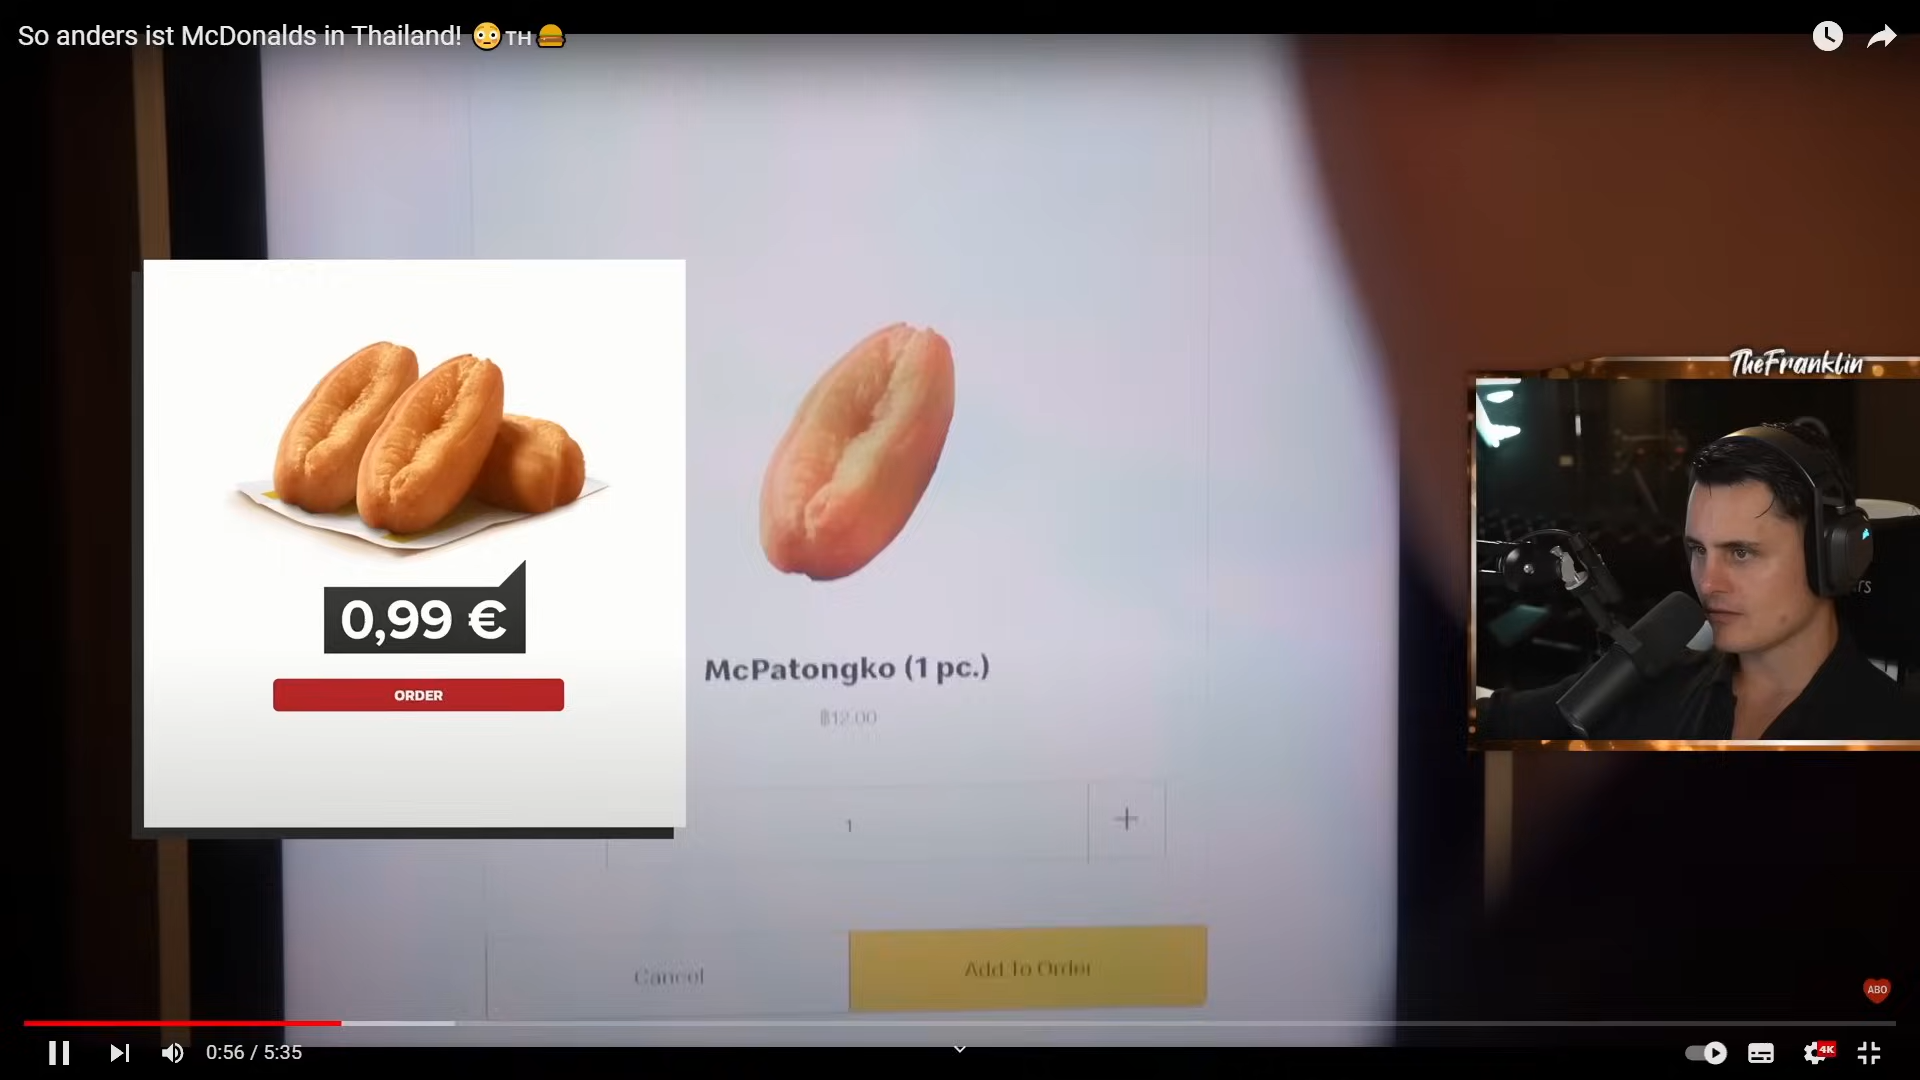 So anders ist McDonalds in Thailand! 😳 TH 🍔
TheFranklin
0,99 €
ORDER
McPatongko (1 pc.)
฿12.00
1
+
Cancel
Add To Order
ABO
0:56 / 5:35
4K